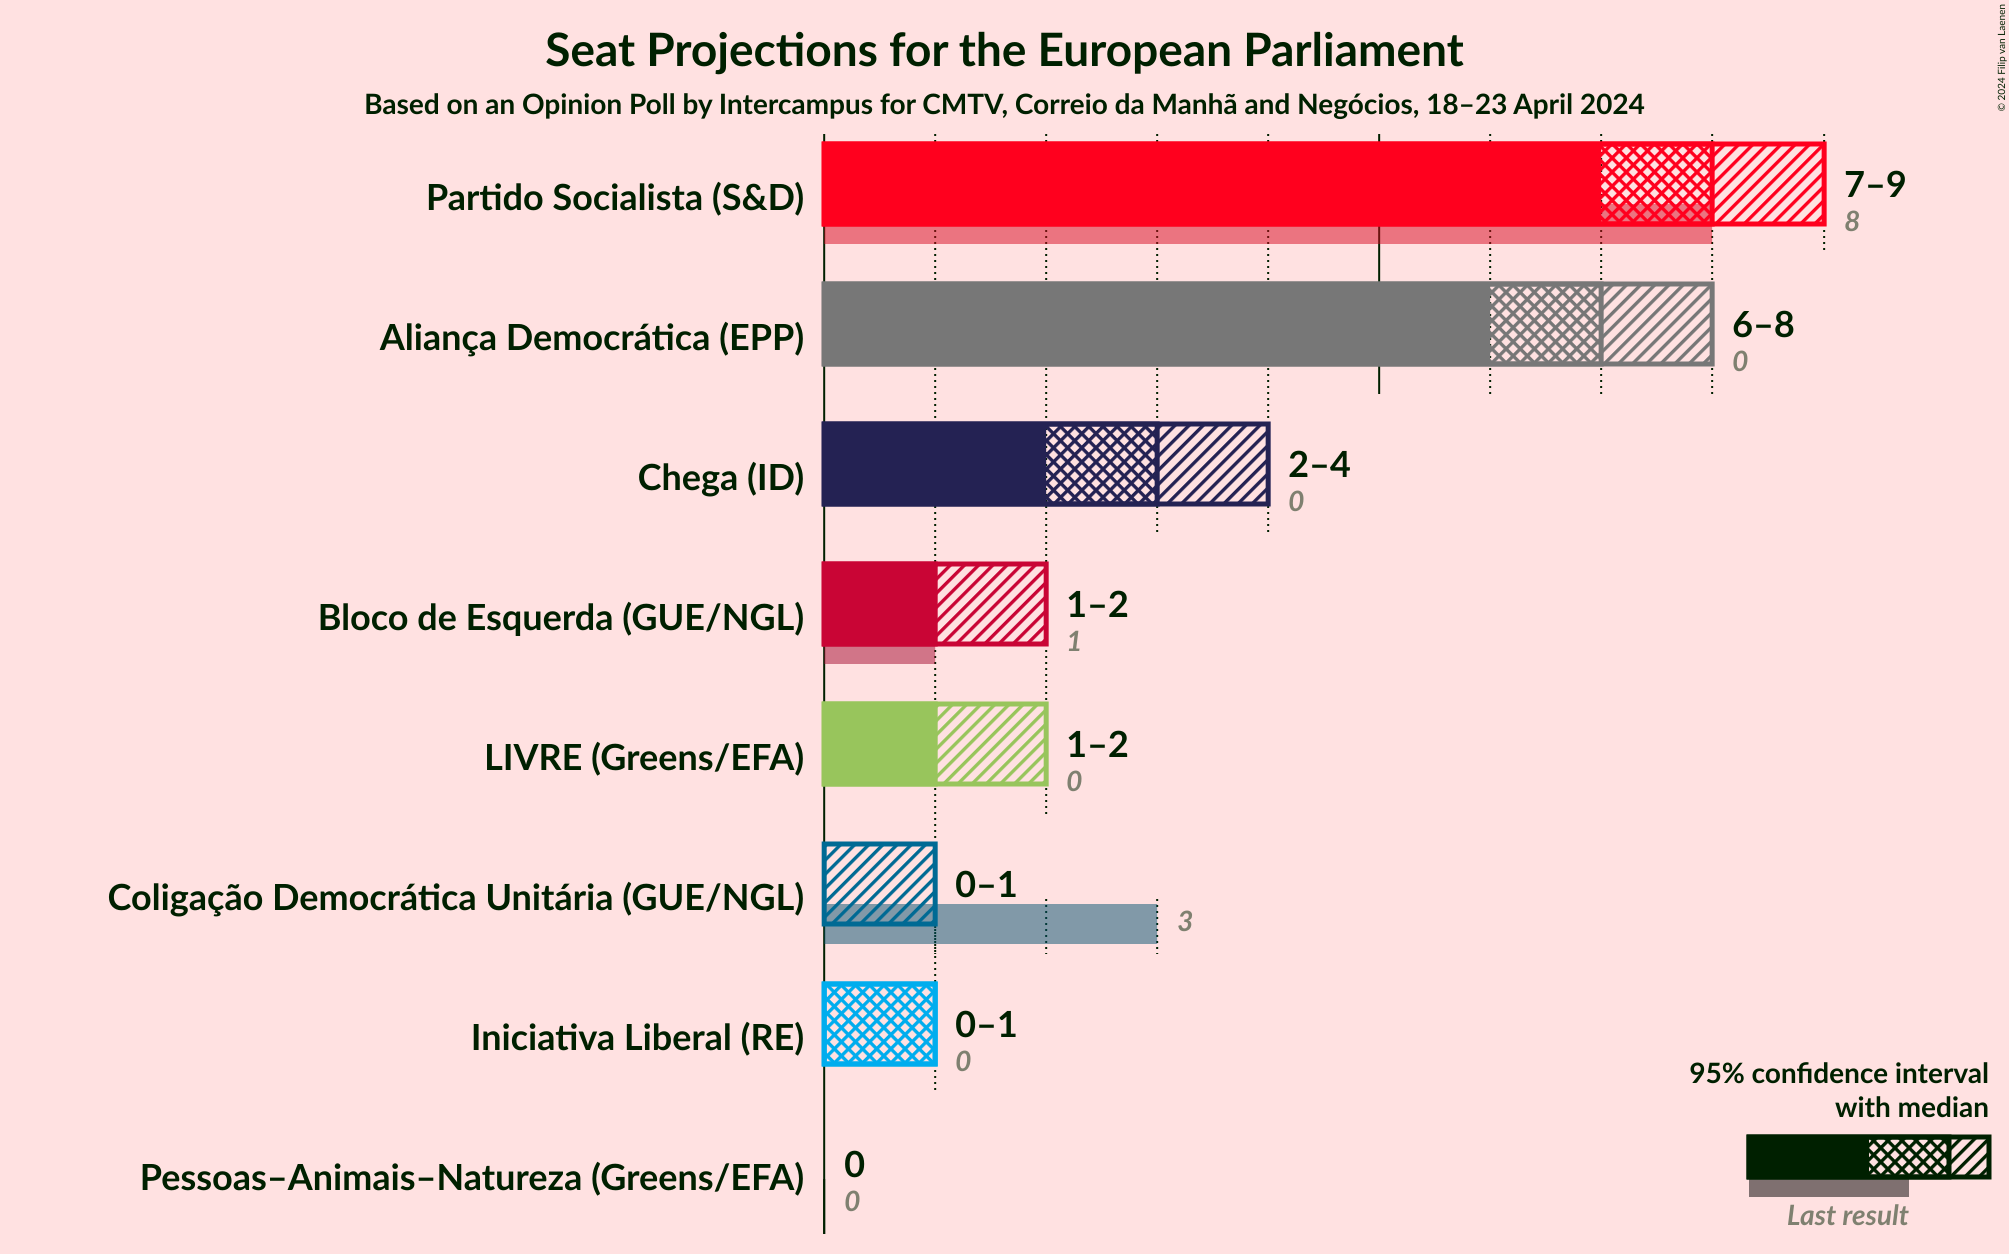 Seat Projections for the European Parliament
Based on an Opinion Poll by Intercampus for CMTV, Correio da Manhã and Negócios, 18–23 April 2024
© 2024 Filip van Laenen
Partido Socialista (S&D)
7–9
8
Aliança Democrática (EPP)
6–8
0
Chega (ID)
2–4
0
Bloco de Esquerda (GUE/NGL)
1–2
1
LIVRE (Greens/EFA)
1–2
0
Coligação Democrática Unitária (GUE/NGL)
0–1
3
Iniciativa Liberal (RE)
0–1
0
Pessoas–Animais–Natureza (Greens/EFA)
0
0
95% confidence interval
with median
Last result